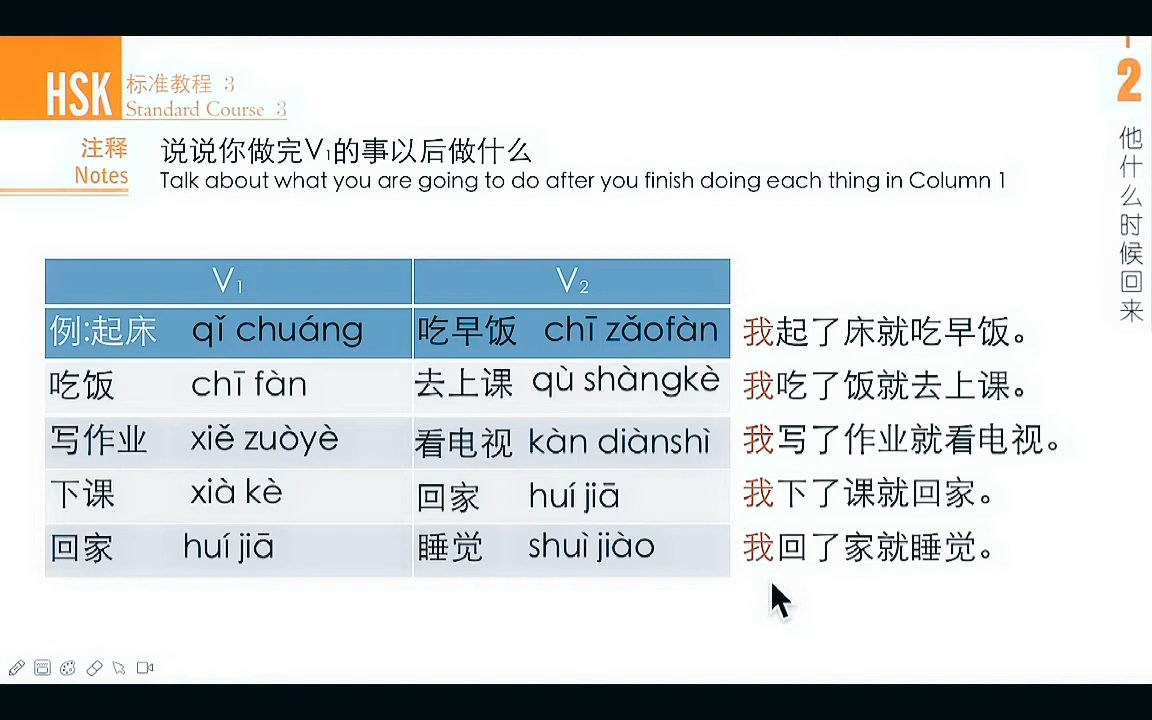 HSK 标准教程 3
Standard Course 3
注释
Notes
说说你做完V₁的事以后做什么
Talk about what you are going to do after you finish doing each thing in Column 1
V₁ V₂
例:起床 qǐ chuáng 吃早饭 chī zǎofàn 我起了床就吃早饭。
吃饭 chī fàn 去上课 qù shàngkè 我吃了饭就去上课。
写作业 xiě zuòyè 看电视 kàn diànshì 我写了作业就看电视。
下课 xià kè 回家 huí jiā 我下了课就回家。
回家 huí jiā 睡觉 shuì jiào 我回了家就睡觉。
2
他什么时候回来